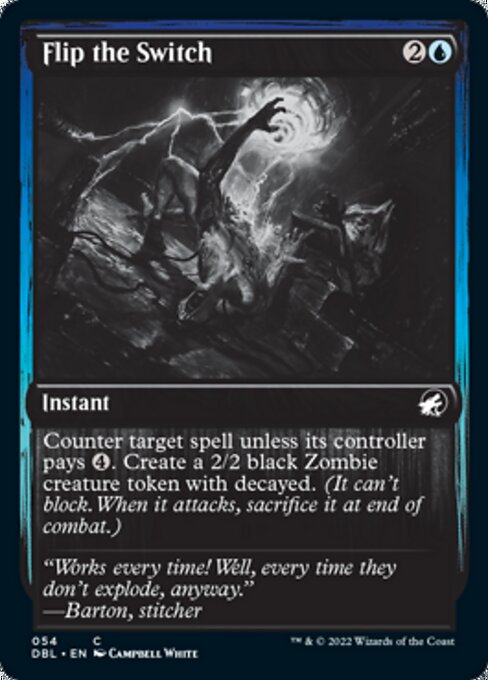 Flip the Switch 2
Instant
Counter target spell unless its controller
pays 4. Create a 2/2 black Zombie
creature token with decayed. (It can't
block. When it attacks, sacrifice it at end of
combat.)
“Works every time! Well, every time they
don't explode, anyway.”
—Barton, stitcher
054 C
DBL • EN Campbell White
™ & © 2022 Wizards of the Coast